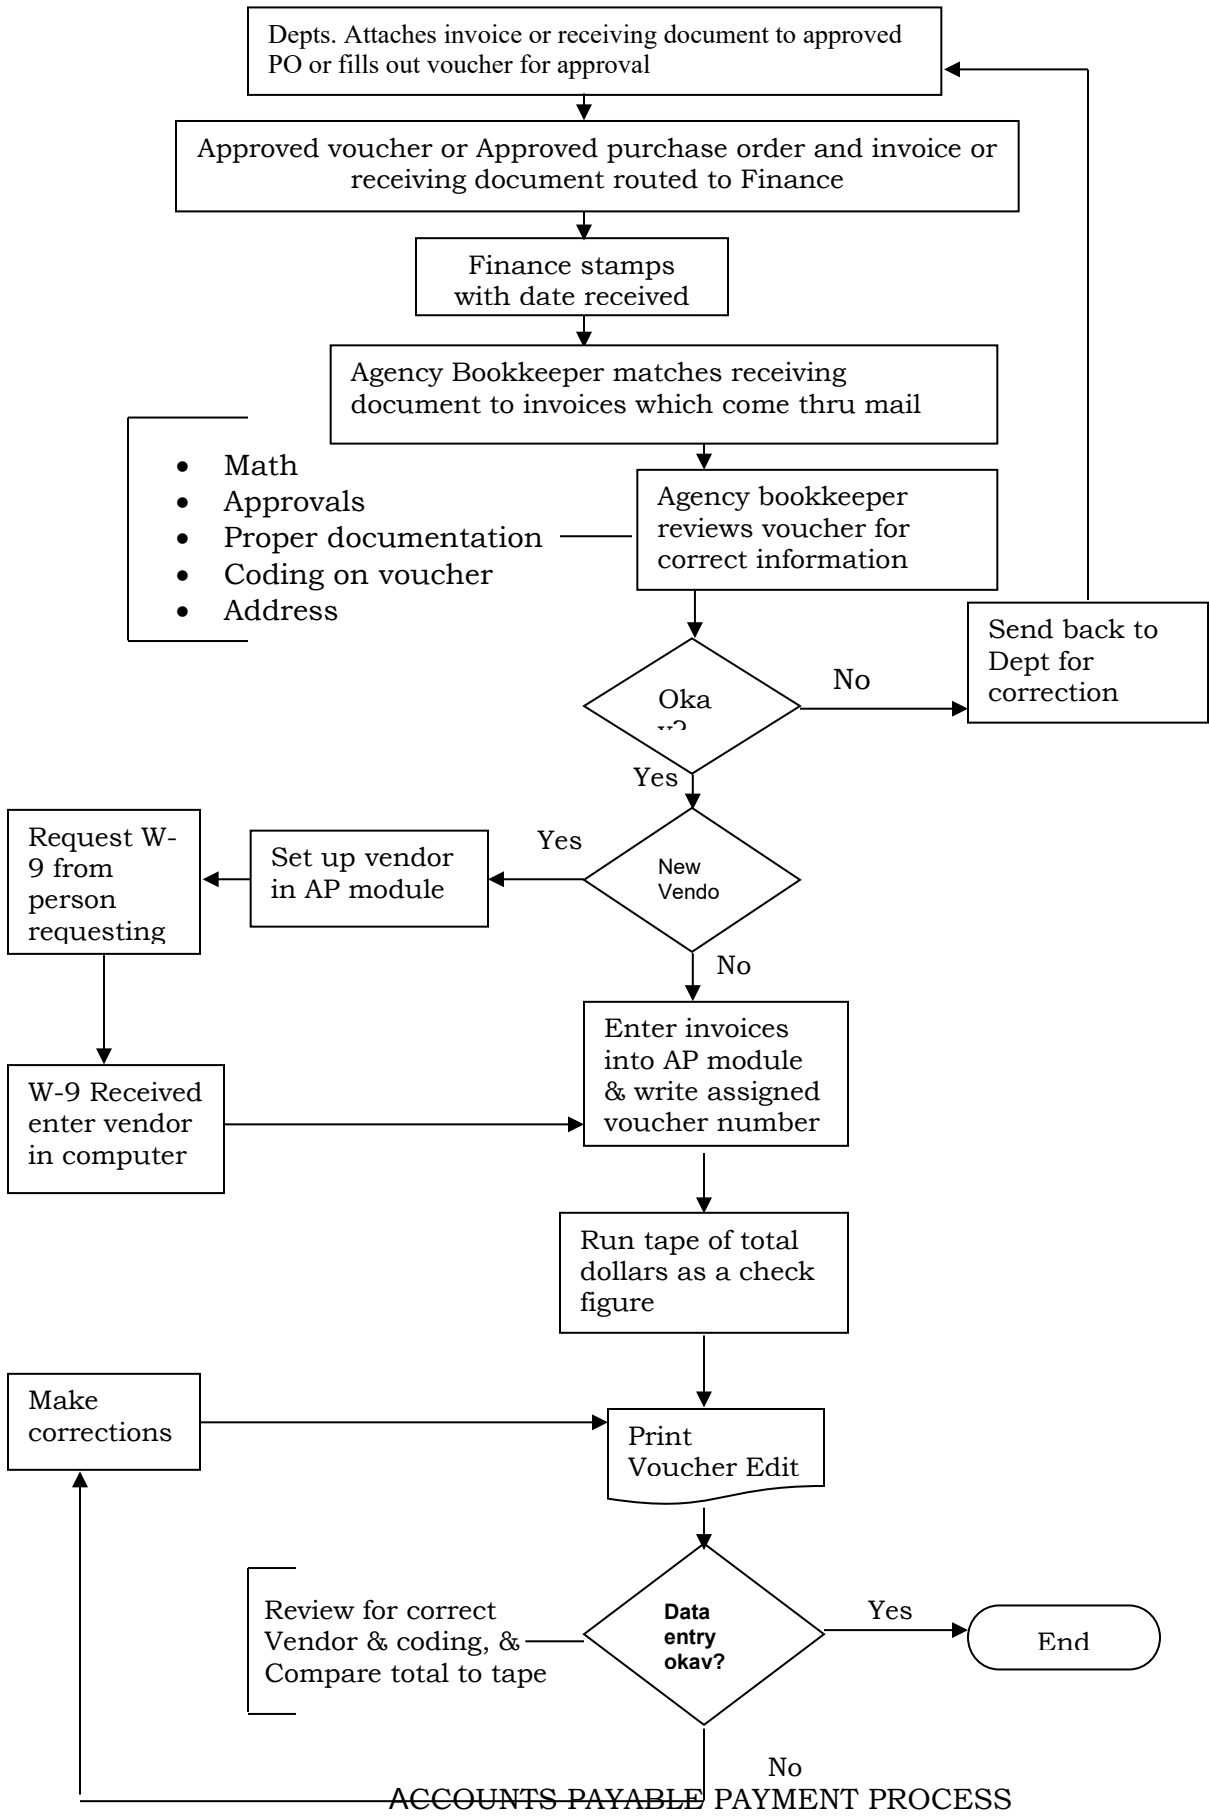 Depts. Attaches invoice or receiving document to approved
PO or fills out voucher for approval
Approved voucher or Approved purchase order and invoice or
receiving document routed to Finance
Finance stamps
with date received
Agency Bookkeeper matches receiving
document to invoices which come thru mail
• Math
• Approvals
• Proper documentation
• Coding on voucher
• Address
Agency bookkeeper
reviews voucher for
correct information
Send back to
Dept for
correction
Oka
y?
No
Yes
New
Vendo
Yes
Set up vendor
in AP module
Request W-
9 from
person
requesting
No
Enter invoices
into AP module
& write assigned
voucher number
W-9 Received
enter vendor
in computer
Run tape of total
dollars as a check
figure
Make
corrections
Print
Voucher Edit
Review for correct
Vendor & coding, &
Compare total to tape
Data
entry
okay?
Yes
End
No
ACCOUNTS PAYABLE PAYMENT PROCESS